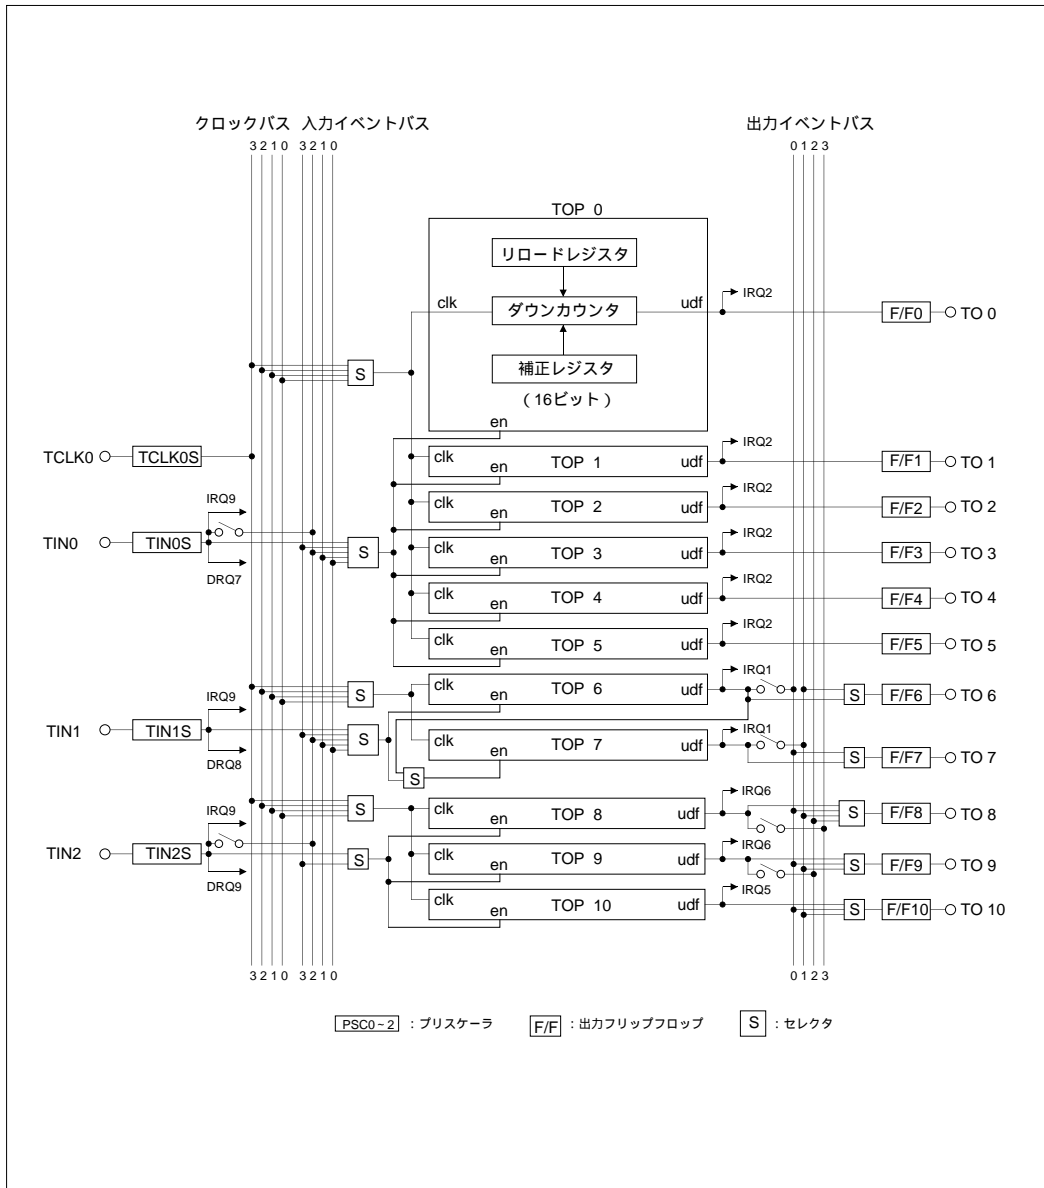 クロックバス 入力イベントバス 出力イベントバス
3 2 1 0 3 2 1 0 0 1 2 3
TOP 0
リロードレジスタ
clk ダウンカウンタ udf IRQ2 F/F0 TO 0
S 補正レジスタ
(16ビット)
en
TCLK0 TCLK0S clk TOP 1 udf IRQ2 F/F1 TO 1
en
clk TOP 2 udf IRQ2 F/F2 TO 2
en
TIN0 TIN0S IRQ9 DRQ7 S clk TOP 3 udf IRQ2 F/F3 TO 3
en
clk TOP 4 udf IRQ2 F/F4 TO 4
en
clk TOP 5 udf IRQ2 F/F5 TO 5
en
S clk TOP 6 udf IRQ1 S F/F6 TO 6
en
TIN1 TIN1S IRQ9 DRQ8 S clk TOP 7 udf IRQ1 S F/F7 TO 7
S en
S clk TOP 8 udf IRQ6 S F/F8 TO 8
en
TIN2 TIN2S IRQ9 DRQ9 S clk TOP 9 udf IRQ6 S F/F9 TO 9
en
clk TOP 10 udf IRQ5 S F/F10 TO 10
en
3 2 1 0 3 2 1 0 0 1 2 3
PSC0~2 :プリスケーラ F/F :出力フリップフロップ S :セレクタ